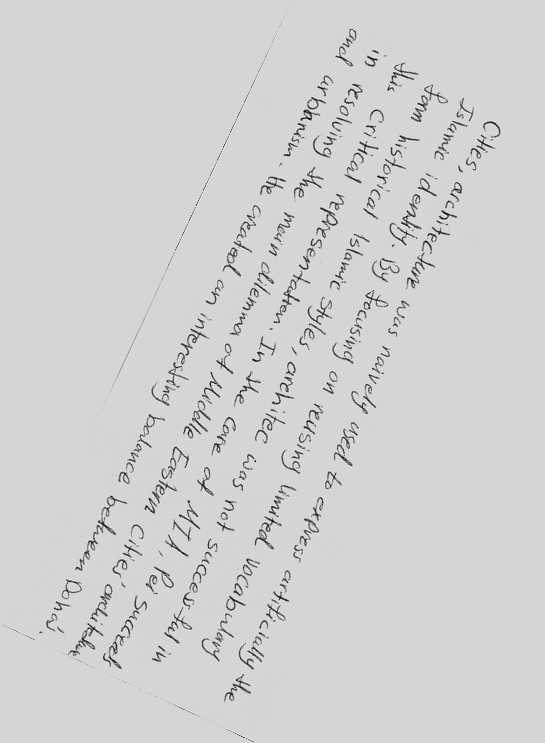 Cities, architecture was naively used to express artificially the
Islamic identity. By focusing on reusing limited vocabulary
form historical Islamic styles, architec was not successful in
this critical representation. In the case of MIA, Pei succeed
in resolving the main dilemma of Middle Eastern Cities' architecture
and urbanism. He created an interesting balance between Doha'.